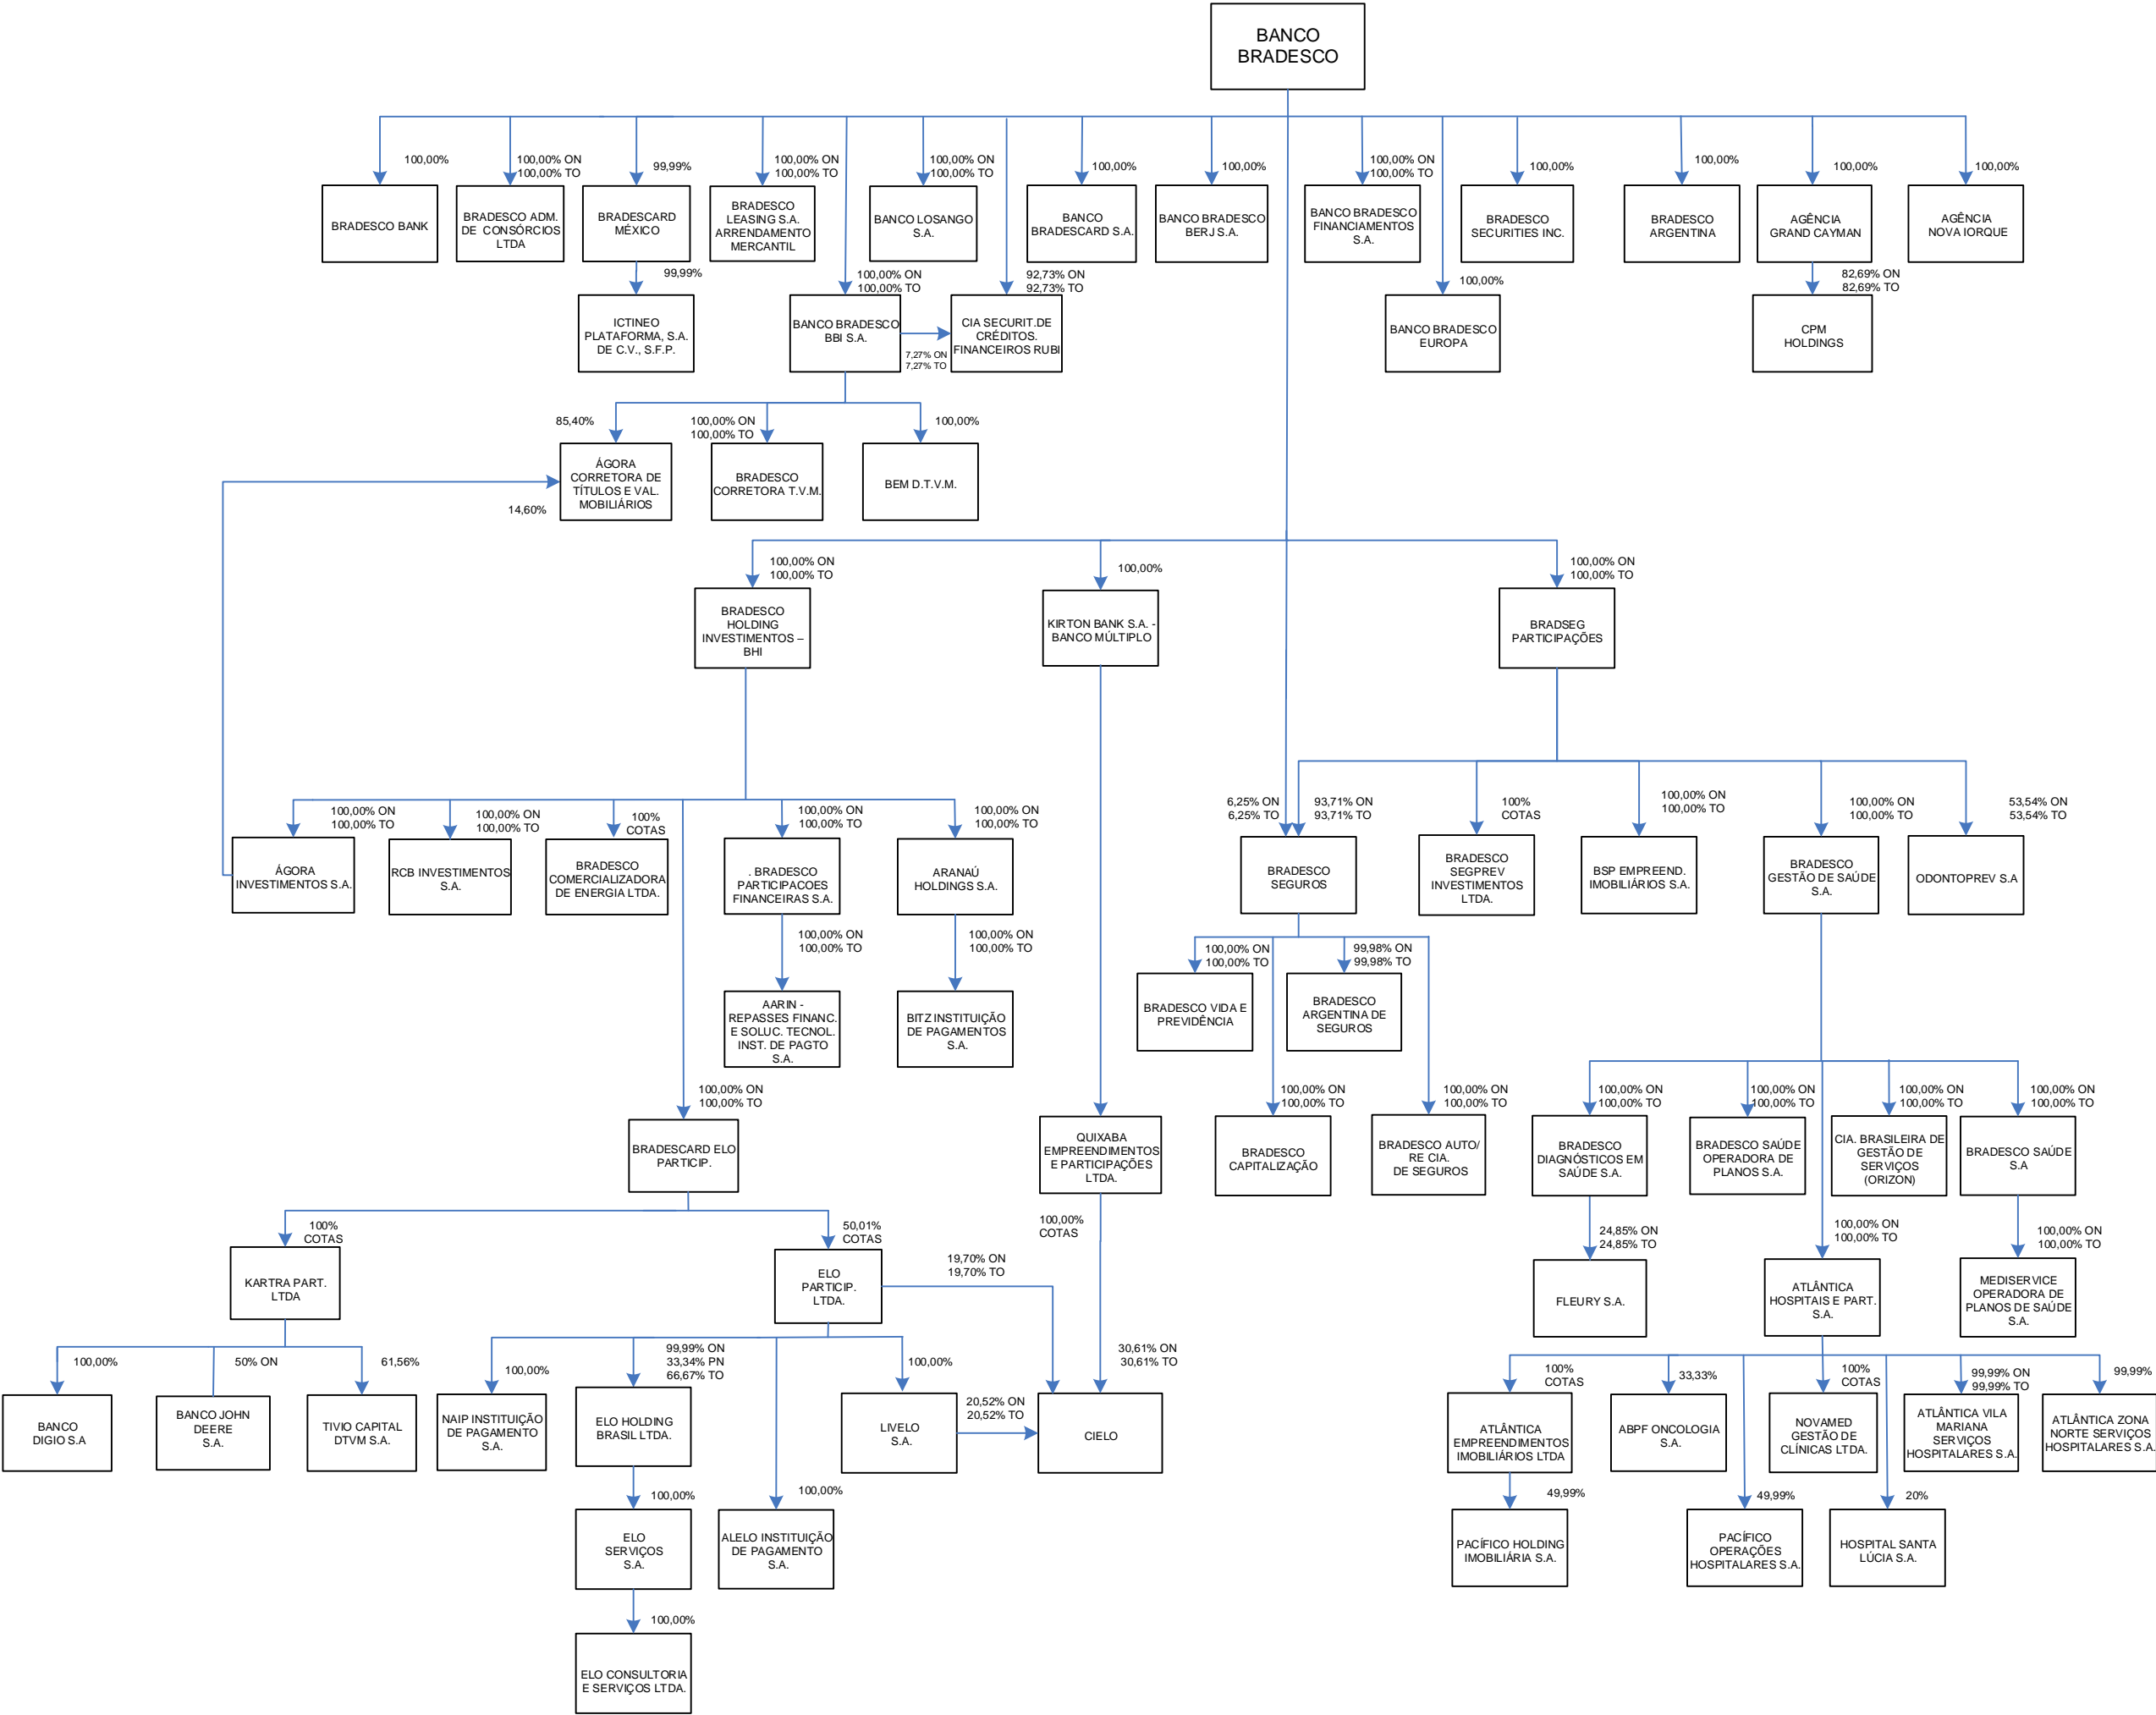 BANCO
BRADESCO
100,00%
100,00% ON
100,00% TO
99,99%
100,00% ON
100,00% TO
100,00% ON
100,00% TO
100,00%
100,00%
100,00% ON
100,00% TO
100,00%
100,00%
100,00%
100,00%
BRADESCO BANK
BRADESCO ADM.
DE CONSÓRCIOS
LTDA
BRADESCARD
MÉXICO
BRADESCO
LEASING S.A.
ARRENDAMENTO
MERCANTIL
BANCO LOSANGO
S.A.
BANCO
BRADESCARD S.A.
BANCO BRADESCO
BERJ S.A.
BANCO BRADESCO
FINANCIAMENTOS
S.A.
BRADESCO
SECURITIES INC.
BRADESCO
ARGENTINA
AGÊNCIA
GRAND CAYMAN
AGÊNCIA
NOVA IORQUE
99,99%
100,00% ON
100,00% TO
92,73% ON
92,73% TO
100,00%
82,69% ON
82,69% TO
ICTINEO
PLATAFORMA, S.A.
DE C.V., S.F.P.
BANCO BRADESCO
BBI S.A.
7,27% ON
7,27% TO
CIA SECURIT.DE
CRÉDITOS.
FINANCEIROS RUBI
BANCO BRADESCO
EUROPA
CPM
HOLDINGS
85,40%
100,00% ON
100,00% TO
100,00%
ÁGORA
CORRETORA DE
TÍTULOS E VAL.
MOBILIÁRIOS
BRADESCO
CORRETORA T.V.M.
BEM D.T.V.M.
14,60%
100,00% ON
100,00% TO
100,00%
100,00% ON
100,00% TO
BRADESCO
HOLDING
INVESTIMENTOS –
BHI
KIRTON BANK S.A. -
BANCO MÚLTIPLO
BRADSEG
PARTICIPAÇÕES
100,00% ON
100,00% TO
100,00% ON
100,00% TO
100%
COTAS
100,00% ON
100,00% TO
100,00% ON
100,00% TO
6,25% ON
6,25% TO
93,71% ON
93,71% TO
100%
COTAS
100,00% ON
100,00% TO
100,00% ON
100,00% TO
53,54% ON
53,54% TO
ÁGORA
INVESTIMENTOS S.A.
RCB INVESTIMENTOS
S.A.
BRADESCO
COMERCIALIZADORA
DE ENERGIA LTDA.
. BRADESCO
PARTICIPACOES
FINANCEIRAS S.A.
ARANAÚ
HOLDINGS S.A.
BRADESCO
SEGUROS
BRADESCO
SEGPREV
INVESTIMENTOS
LTDA.
BSP EMPREEND.
IMOBILIÁRIOS S.A.
BRADESCO
GESTÃO DE SAÚDE
S.A.
ODONTOPREV S.A
100,00% ON
100,00% TO
100,00% ON
100,00% TO
100,00% ON
100,00% TO
99,98% ON
99,98% TO
AARIN -
REPASSES FINANC.
E SOLUC. TECNOL.
INST. DE PAGTO
S.A.
BITZ INSTITUIÇÃO
DE PAGAMENTOS
S.A.
BRADESCO VIDA E
PREVIDÊNCIA
BRADESCO
ARGENTINA DE
SEGUROS
100,00% ON
100,00% TO
100,00% ON
100,00% TO
100,00% ON
100,00% TO
100,00% ON
100,00% TO
100,00% ON
100,00% TO
100,00% ON
100,00% TO
100,00% ON
100,00% TO
BRADESCARD ELO
PARTICIP.
QUIXABA
EMPREENDIMENTOS
E PARTICIPAÇÕES
LTDA.
BRADESCO
CAPITALIZAÇÃO
BRADESCO AUTO/
RE CIA.
DE SEGUROS
BRADESCO
DIAGNÓSTICOS EM
SAÚDE S.A.
BRADESCO SAÚDE
OPERADORA DE
PLANOS S.A.
CIA. BRASILEIRA DE
GESTÃO DE
SERVIÇOS
(ORIZON)
BRADESCO SAÚDE
S.A
100%
COTAS
50,01%
COTAS
100,00%
COTAS
24,85% ON
24,85% TO
100,00% ON
100,00% TO
100,00% ON
100,00% TO
KARTRA PART.
LTDA
ELO
PARTICIP.
LTDA.
19,70% ON
19,70% TO
FLEURY S.A.
ATLÂNTICA
HOSPITAIS E PART.
S.A.
MEDISERVICE
OPERADORA DE
PLANOS DE SAÚDE
S.A.
100,00%
50% ON
61,56%
100,00%
99,99% ON
33,34% PN
66,67% TO
100,00%
30,61% ON
30,61% TO
100%
COTAS
33,33%
100%
COTAS
99,99% ON
99,99% TO
99,99%
BANCO
DIGIO S.A
BANCO JOHN
DEERE
S.A.
TIVIO CAPITAL
DTVM S.A.
NAIP INSTITUIÇÃO
DE PAGAMENTO
S.A.
ELO HOLDING
BRASIL LTDA.
LIVELO
S.A.
20,52% ON
20,52% TO
CIELO
ATLÂNTICA
EMPREENDIMENTOS
IMOBILIÁRIOS LTDA
ABPF ONCOLOGIA
S.A.
NOVAMED
GESTÃO DE
CLÍNICAS LTDA.
ATLÂNTICA VILA
MARIANA
SERVIÇOS
HOSPITALARES S.A.
ATLÂNTICA ZONA
NORTE SERVIÇOS
HOSPITALARES S.A.
100,00%
100,00%
49,99%
49,99%
20%
ELO
SERVIÇOS
S.A.
ALELO INSTITUIÇÃO
DE PAGAMENTO
S.A.
PACÍFICO HOLDING
IMOBILIÁRIA S.A.
PACÍFICO
OPERAÇÕES
HOSPITALARES S.A.
HOSPITAL SANTA
LÚCIA S.A.
100,00%
ELO CONSULTORIA
E SERVIÇOS LTDA.